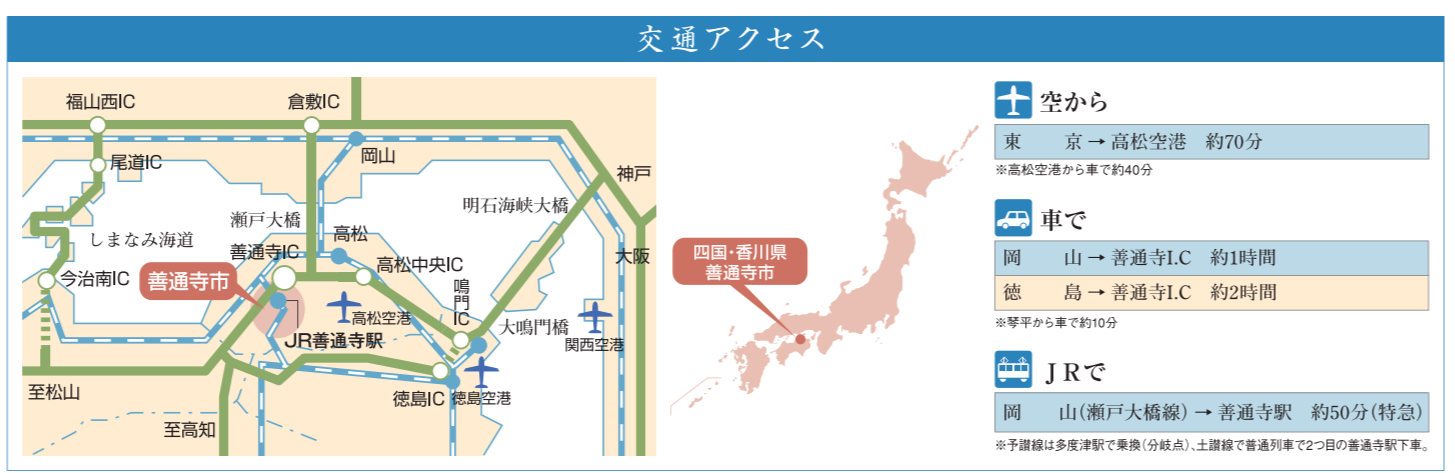 交通アクセス
福山西IC
倉敷IC
尾道IC
岡山
神戸
しまなみ海道
瀬戸大橋
明石海峡大橋
善通寺IC
高松
大阪
今治南IC
善通寺市
高松中央IC
鳴門IC
高松空港
大鳴門橋
関西空港
JR善通寺駅
至松山
徳島IC
徳島空港
至高知
四国・香川県
善通寺市
空から
東 京→高松空港 約70分
※高松空港から車で約40分
車で
岡 山→善通寺I.C 約1時間
徳 島→善通寺I.C 約2時間
※琴平から車で約10分
JRで
岡 山(瀬戸大橋線)→善通寺駅 約50分(特急)
※予讃線は多度津駅で乗換(分岐点)、土讃線で普通列車で2つ目の善通寺駅下車。